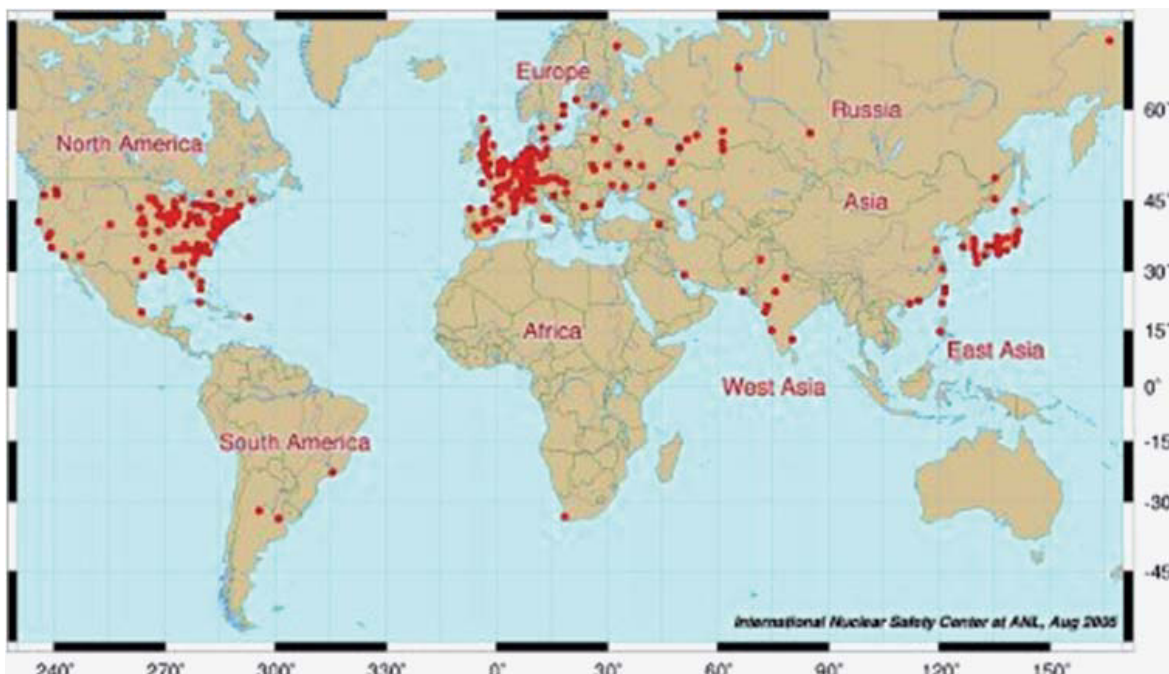 Europe
60°
Russia
North America
45°
Asia
30°
15°
Africa
East Asia
West Asia
0°
South America
-15°
-30°
-45°
International Nuclear Safety Center at ANL, Aug 2005
240° 270° 300° 330° 0° 30° 60° 90° 120° 150°